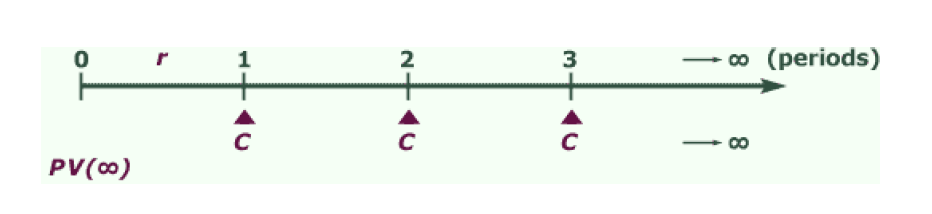 0 r 1 2 3 → ∞ (periods)
C C C → ∞
PV(∞)